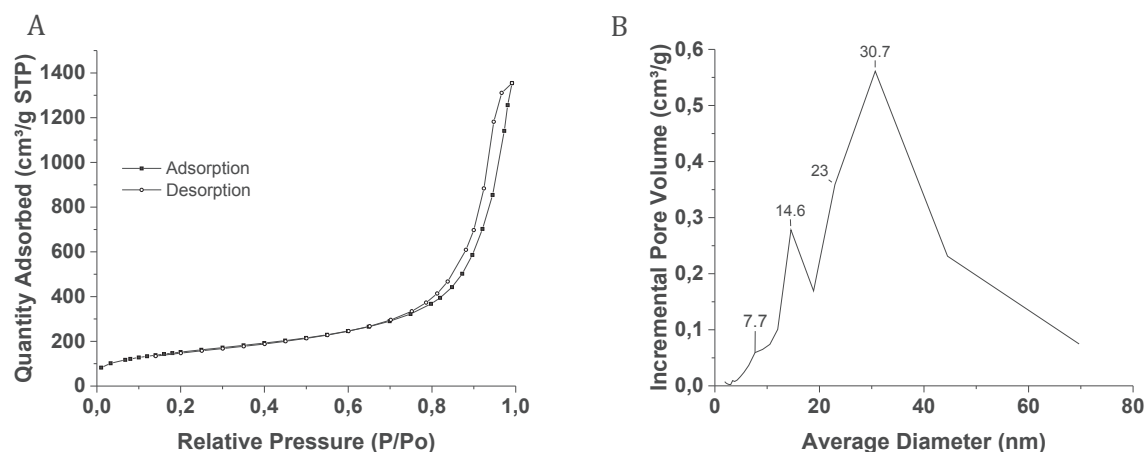 A
Quantity Adsorbed (cm³/g STP)
1400
1200
1000
800
600
400
200
0
Adsorption
Desorption
0,0 0,2 0,4 0,6 0,8 1,0
Relative Pressure (P/Po)
B
Incremental Pore Volume (cm³/g)
0,6
0,5
0,4
0,3
0,2
0,1
0,0
30.7
23
14.6
7.7
0 20 40 60 80
Average Diameter (nm)